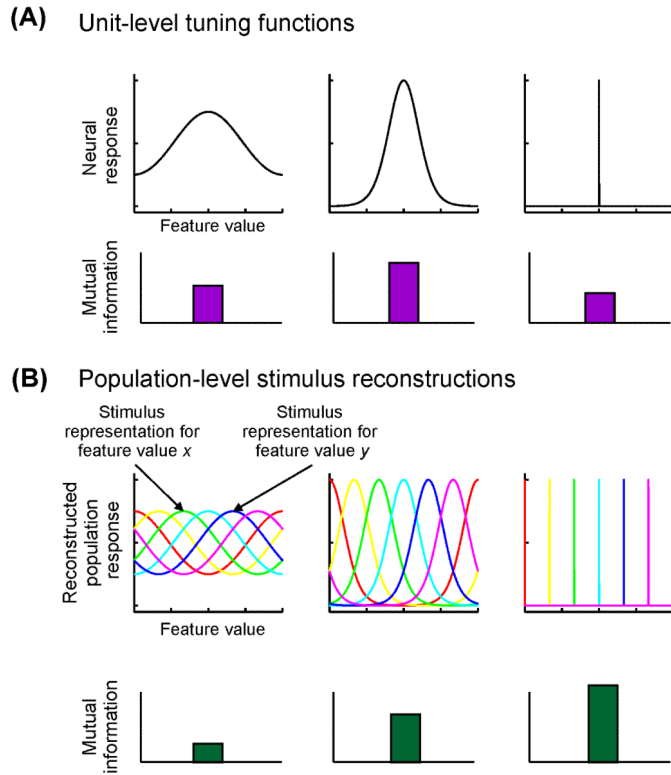 (A) Unit-level tuning functions
Neural
response
Feature value
Mutual
information
(B) Population-level stimulus reconstructions
Stimulus
representation for
feature value x
Stimulus
representation for
feature value y
Reconstructed
population
response
Feature value
Mutual
information